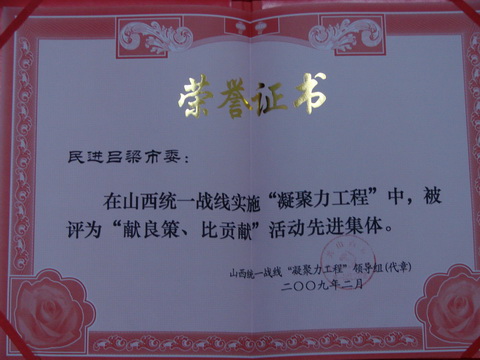 荣誉证书
民进吕梁市委：
在山西统一战线实施“凝聚力工程”中，被
评为“献良策、比贡献”活动先进集体。
山西统一战线“凝聚力工程”领导组(代章)
二〇〇九年二月